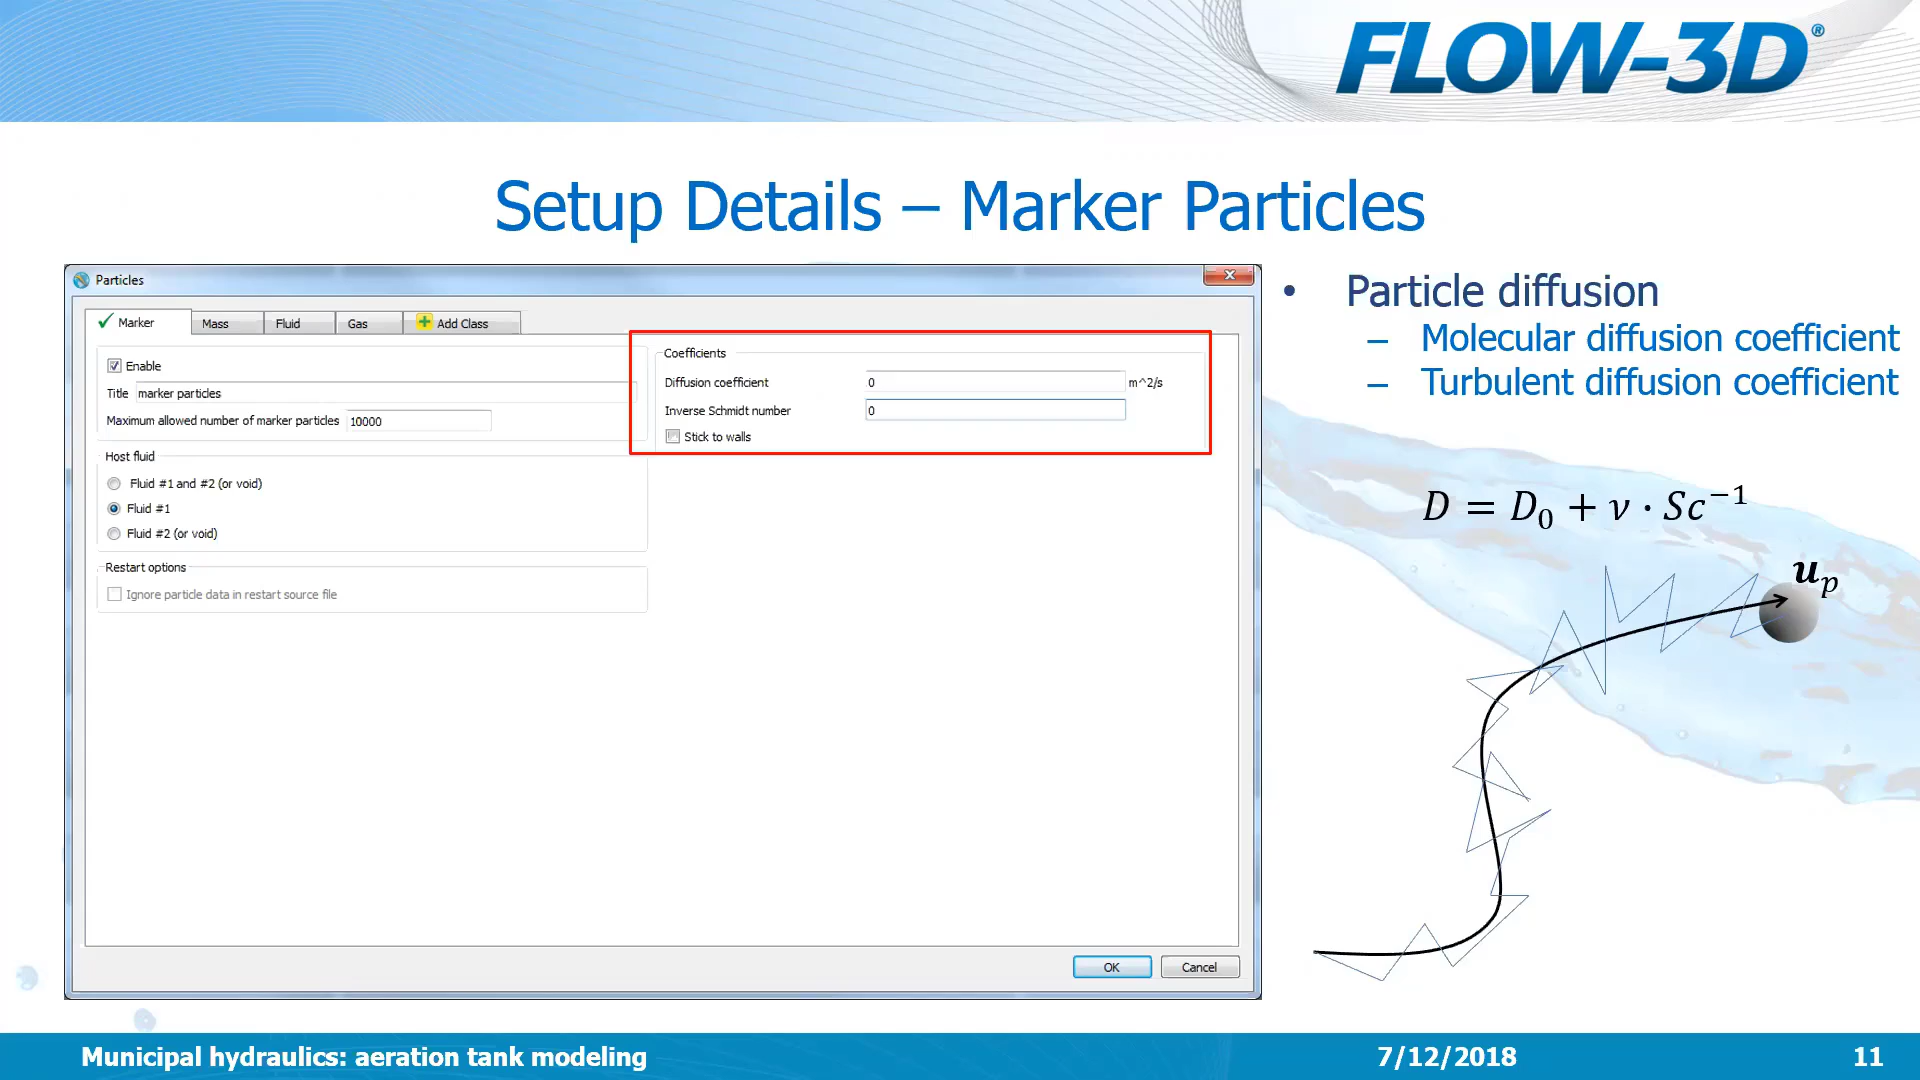 FLOW-3D®
Setup Details – Marker Particles
Particles
Marker
Mass
Fluid
Gas
Add Class
Enable
Title marker particles
Maximum allowed number of marker particles 10000
Host fluid
Fluid #1 and #2 (or void)
Fluid #1
Fluid #2 (or void)
Restart options
Ignore particle data in restart source file
Coefficients
Diffusion coefficient 0 m^2/s
Inverse Schmidt number 0
Stick to walls
OK
Cancel
• Particle diffusion
– Molecular diffusion coefficient
– Turbulent diffusion coefficient
D = D₀ + ν · Sc⁻¹
uₚ
Municipal hydraulics: aeration tank modeling
7/12/2018
11